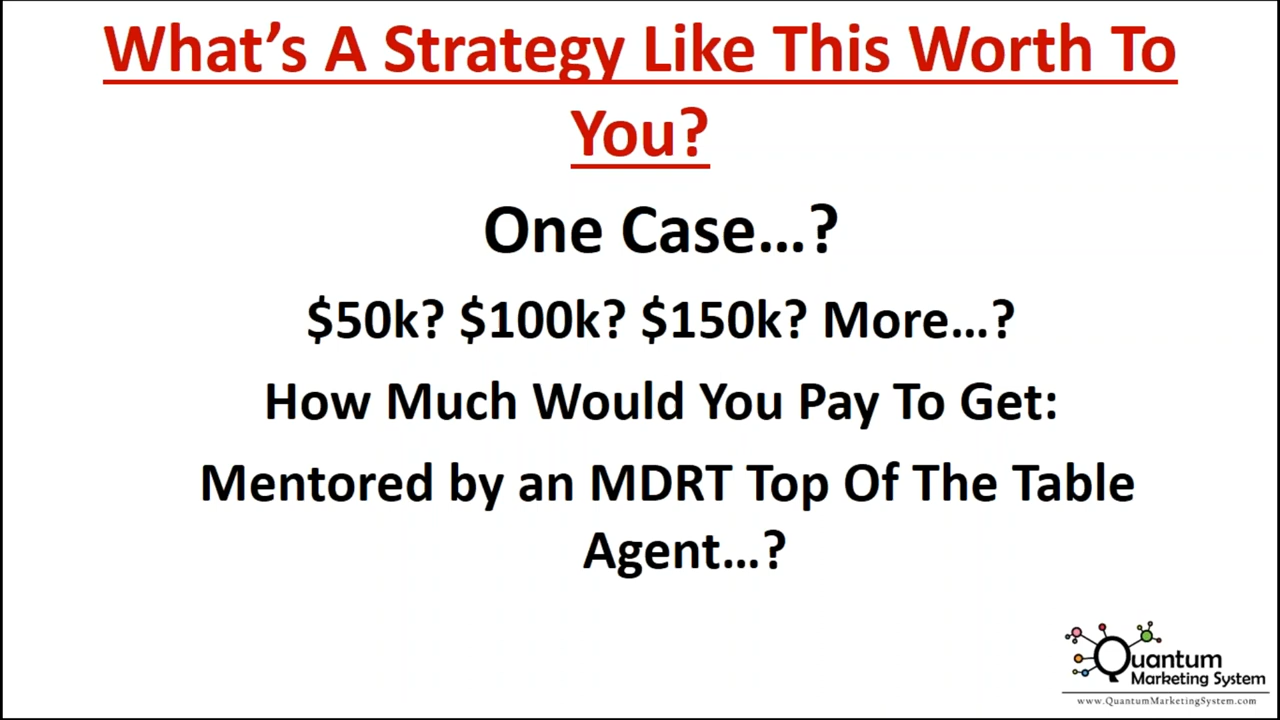 What’s A Strategy Like This Worth To
You?
One Case…?
$50k? $100k? $150k? More…?
How Much Would You Pay To Get:
Mentored by an MDRT Top Of The Table
Agent…?
Quantum
Marketing System
www.QuantumMarketingSystem.com